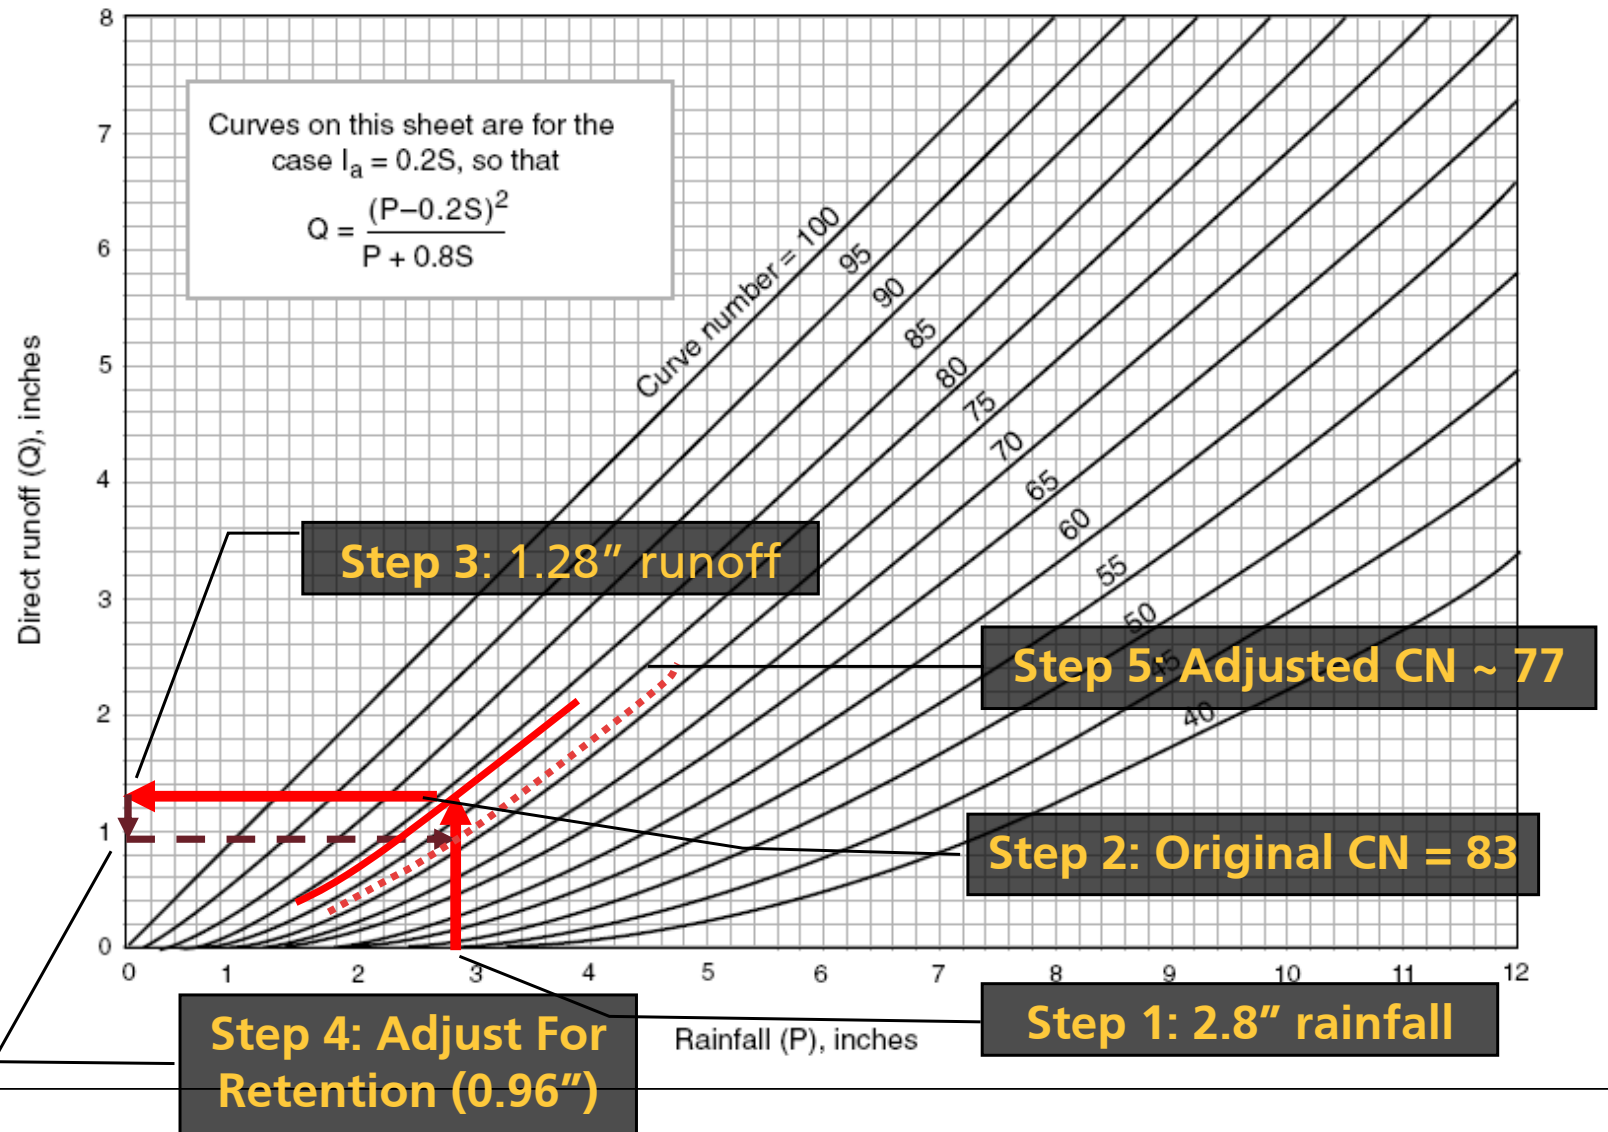 8
7
6
5
4
3
2
1
0
Direct runoff (Q), inches
Curves on this sheet are for the
case Ia = 0.2S, so that
Q = (P–0.2S)2
P + 0.8S
Curve number = 100
95
90
85
80
75
70
65
60
55
50
45
40
Step 3: 1.28″ runoff
Step 5: Adjusted CN ~ 77
Step 2: Original CN = 83
0 1 2 3 4 5 6 7 8 9 10 11 12
Rainfall (P), inches
Step 1: 2.8″ rainfall
Step 4: Adjust For
Retention (0.96″)